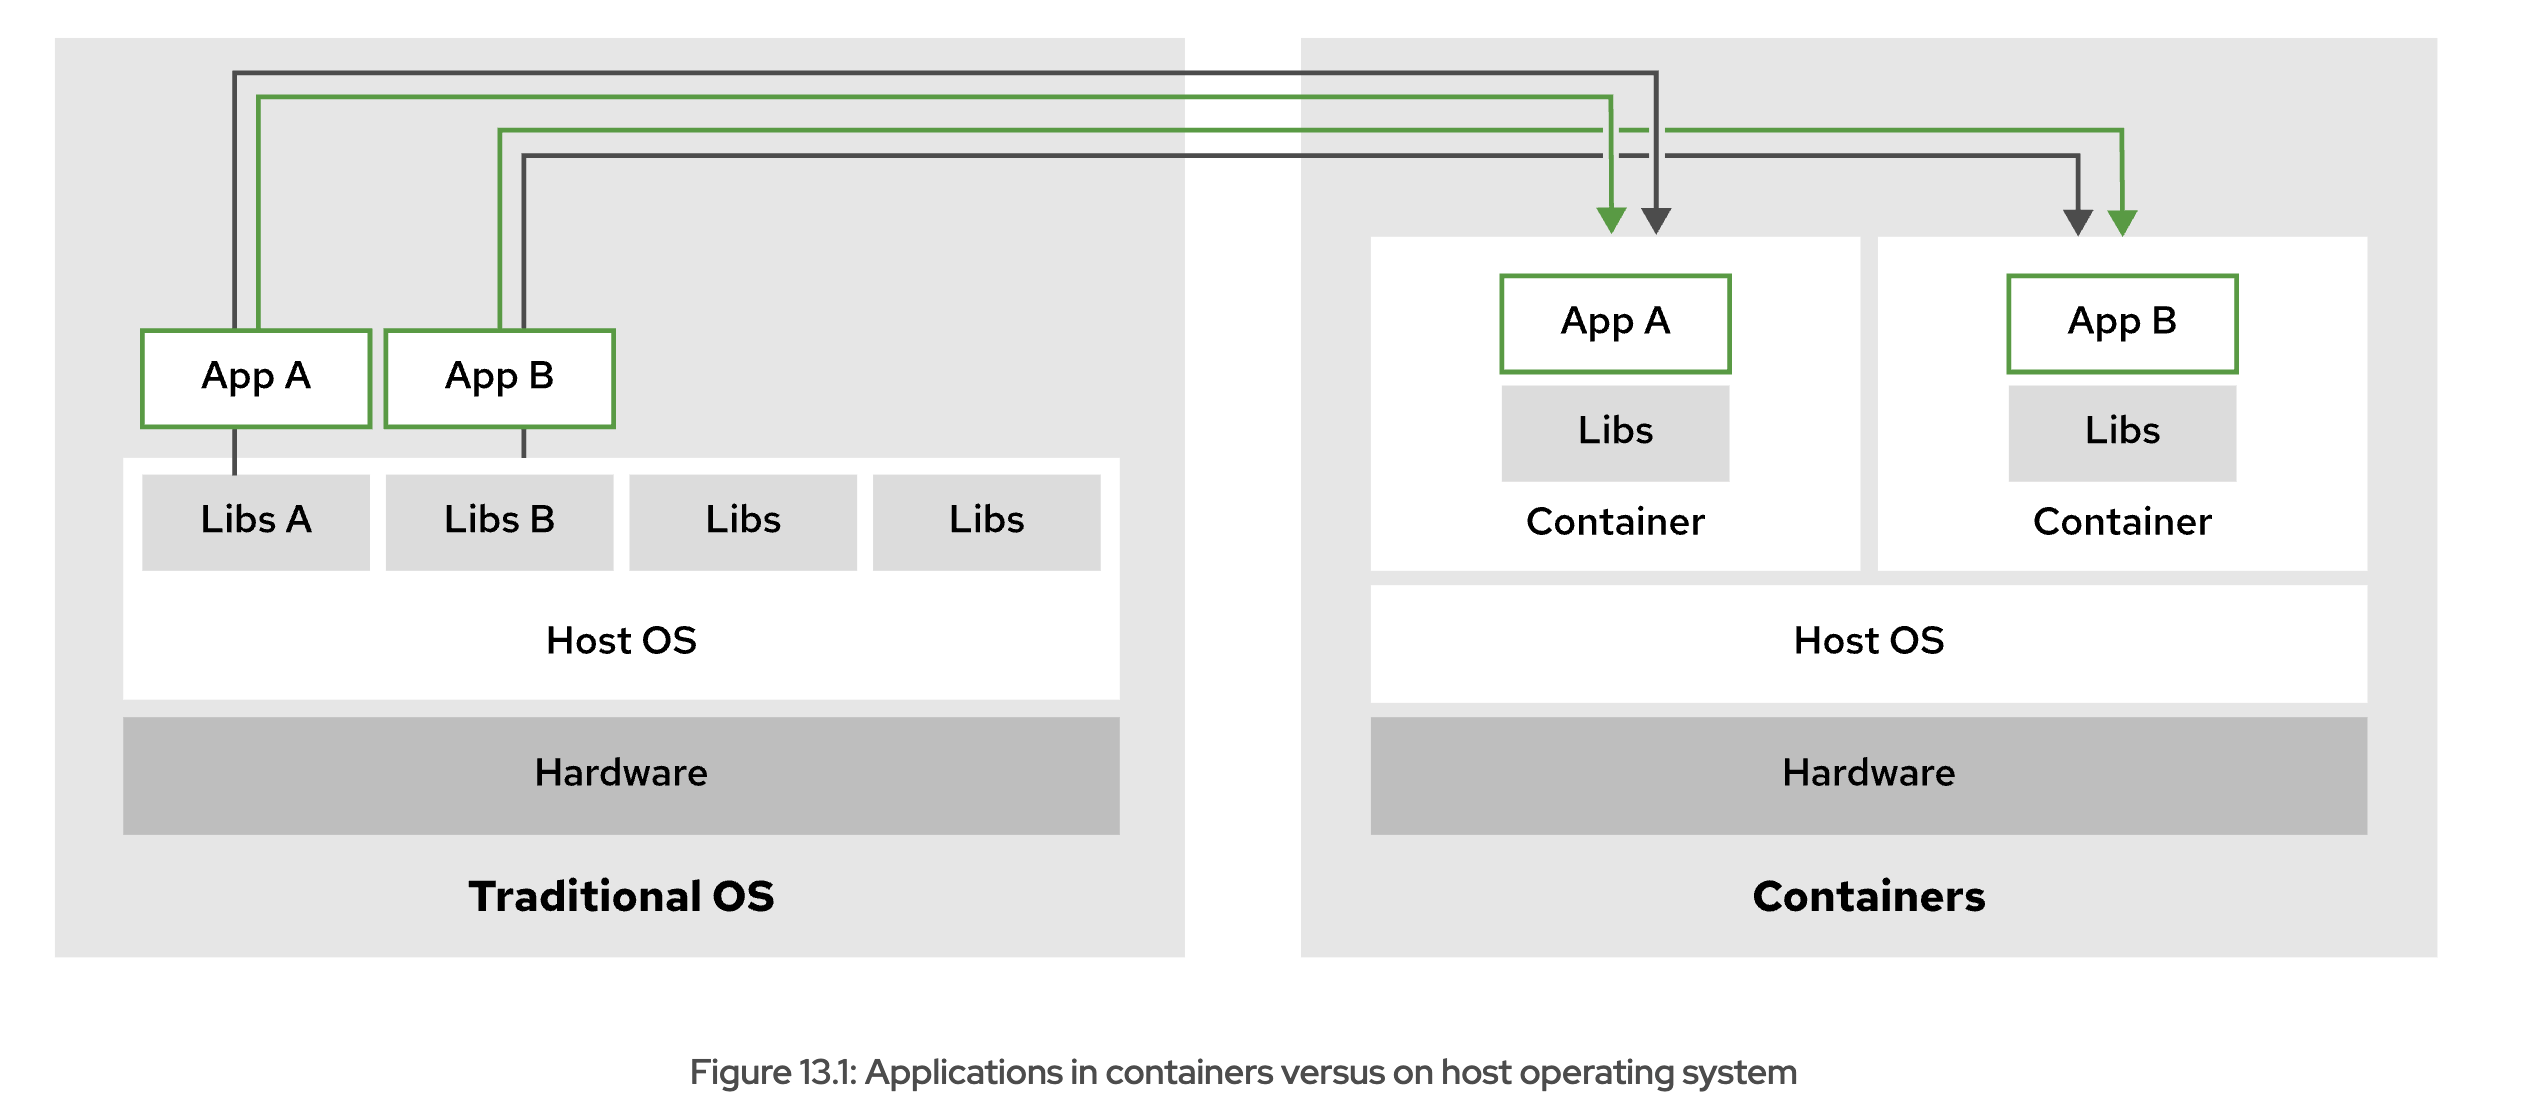 App A
App B
Libs A
Libs B
Libs
Libs
Host OS
Hardware
Traditional OS
App A
Libs
Container
App B
Libs
Container
Host OS
Hardware
Containers
Figure 13.1: Applications in containers versus on host operating system